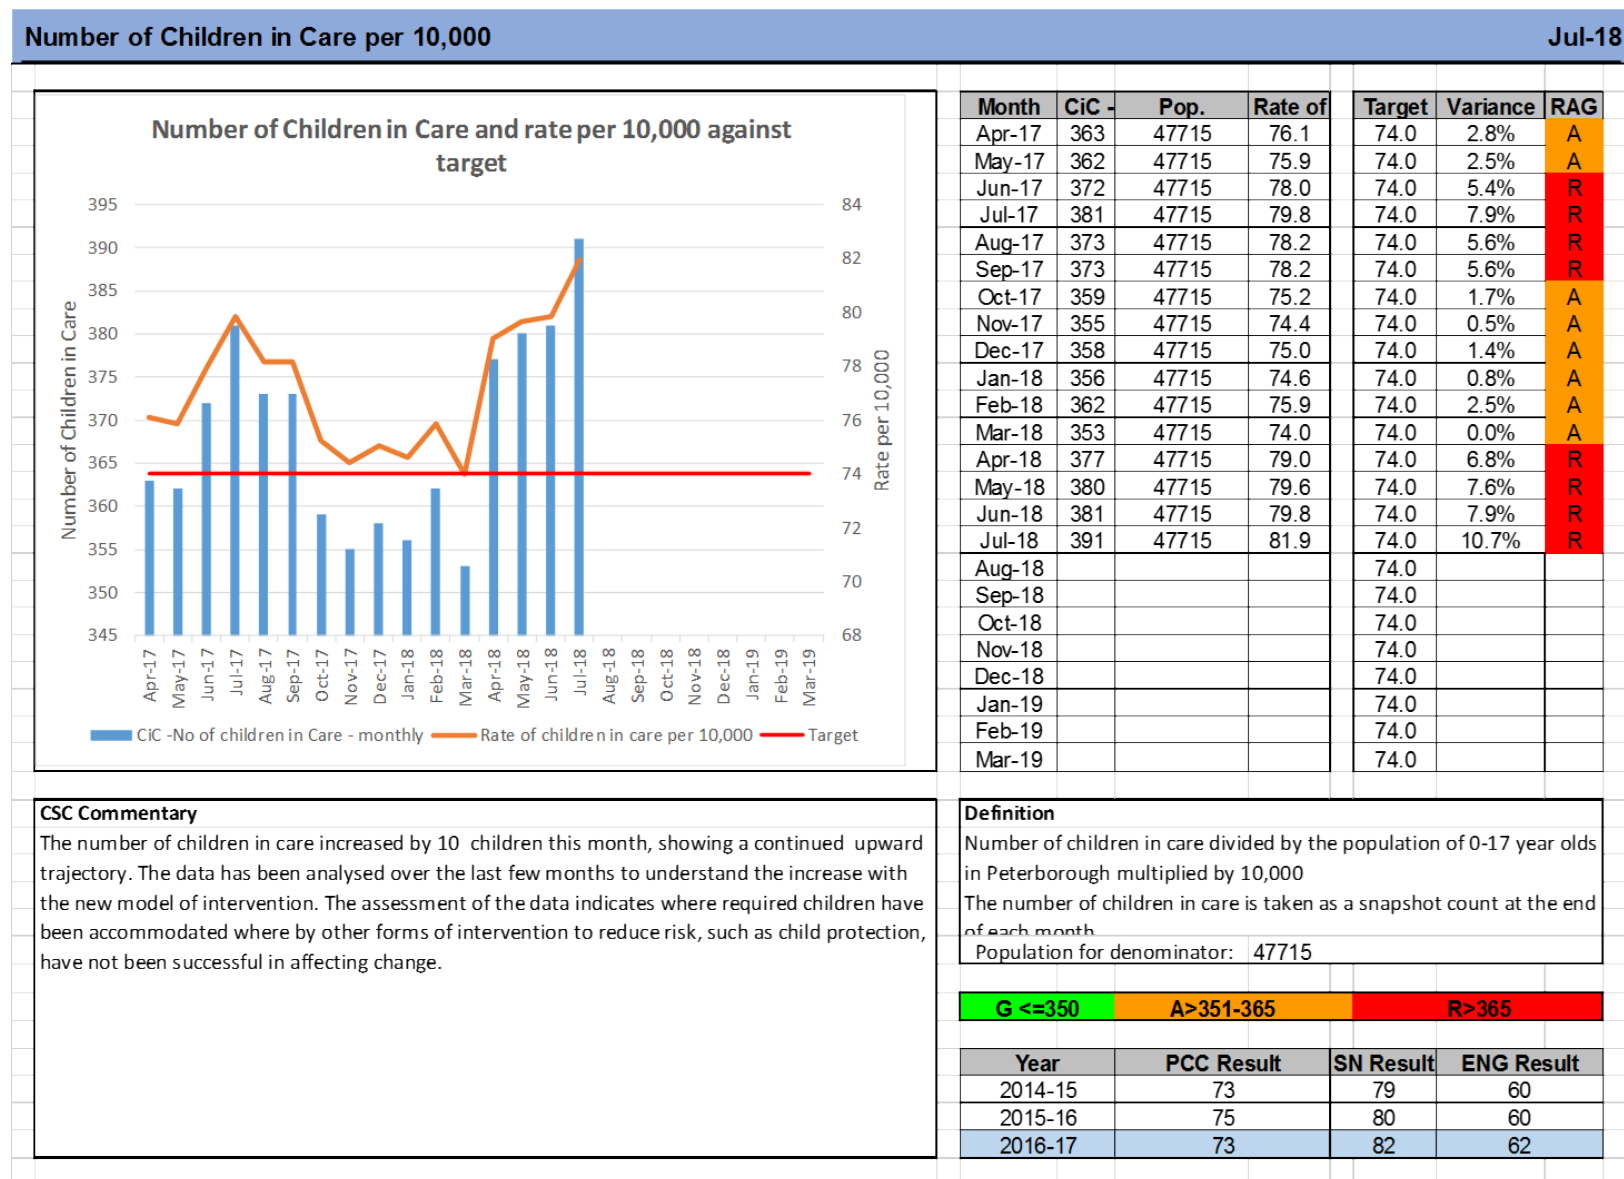 Number of Children in Care per 10,000 Jul-18
Number of Children in Care and rate per 10,000 against
target
395
390
385
380
375
370
365
360
355
350
345
Number of Children in Care
84
82
80
78
76
74
72
70
68
Rate per 10,000
Apr-17 May-17 Jun-17 Jul-17 Aug-17 Sep-17 Oct-17 Nov-17 Dec-17 Jan-18 Feb-18 Mar-18 Apr-18 May-18 Jun-18 Jul-18 Aug-18 Sep-18 Oct-18 Nov-18 Dec-18 Jan-19 Feb-19 Mar-19
CiC -No of children in Care - monthly Rate of children in care per 10,000 Target
Month CiC - Pop. Rate of Target Variance RAG
Apr-17 363 47715 76.1 74.0 2.8% A
May-17 362 47715 75.9 74.0 2.5% A
Jun-17 372 47715 78.0 74.0 5.4% R
Jul-17 381 47715 79.8 74.0 7.9% R
Aug-17 373 47715 78.2 74.0 5.6% R
Sep-17 373 47715 78.2 74.0 5.6% R
Oct-17 359 47715 75.2 74.0 1.7% A
Nov-17 355 47715 74.4 74.0 0.5% A
Dec-17 358 47715 75.0 74.0 1.4% A
Jan-18 356 47715 74.6 74.0 0.8% A
Feb-18 362 47715 75.9 74.0 2.5% A
Mar-18 353 47715 74.0 74.0 0.0% A
Apr-18 377 47715 79.0 74.0 6.8% R
May-18 380 47715 79.6 74.0 7.6% R
Jun-18 381 47715 79.8 74.0 7.9% R
Jul-18 391 47715 81.9 74.0 10.7% R
Aug-18 74.0
Sep-18 74.0
Oct-18 74.0
Nov-18 74.0
Dec-18 74.0
Jan-19 74.0
Feb-19 74.0
Mar-19 74.0
CSC Commentary
The number of children in care increased by 10 children this month, showing a continued upward
trajectory. The data has been analysed over the last few months to understand the increase with
the new model of intervention. The assessment of the data indicates where required children have
been accommodated where by other forms of intervention to reduce risk, such as child protection,
have not been successful in affecting change.
Definition
Number of children in care divided by the population of 0-17 year olds
in Peterborough multiplied by 10,000
The number of children in care is taken as a snapshot count at the end
of each month
Population for denominator: 47715
G <=350 A>351-365 R>365
Year PCC Result SN Result ENG Result
2014-15 73 79 60
2015-16 75 80 60
2016-17 73 82 62